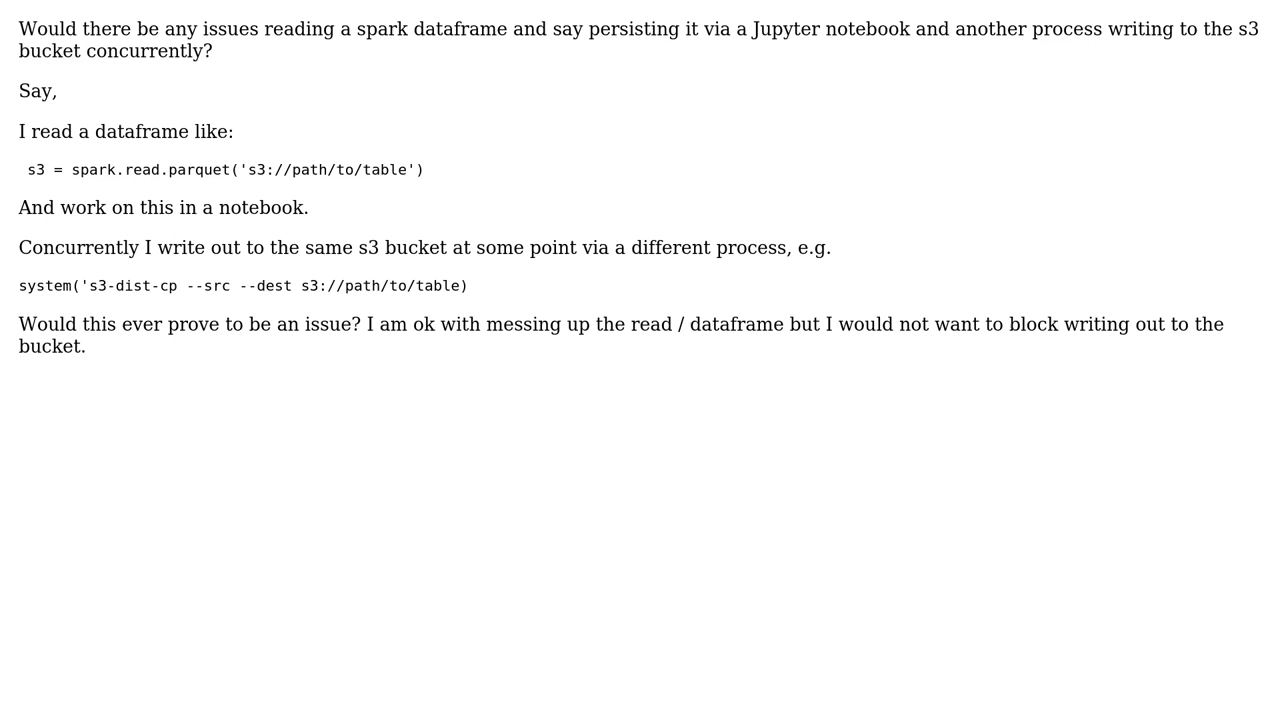 Would there be any issues reading a spark dataframe and say persisting it via a Jupyter notebook and another process writing to the s3
bucket concurrently?
Say,
I read a dataframe like:
s3 = spark.read.parquet('s3://path/to/table')
And work on this in a notebook.
Concurrently I write out to the same s3 bucket at some point via a different process, e.g.
system('s3-dist-cp --src --dest s3://path/to/table)
Would this ever prove to be an issue? I am ok with messing up the read / dataframe but I would not want to block writing out to the
bucket.